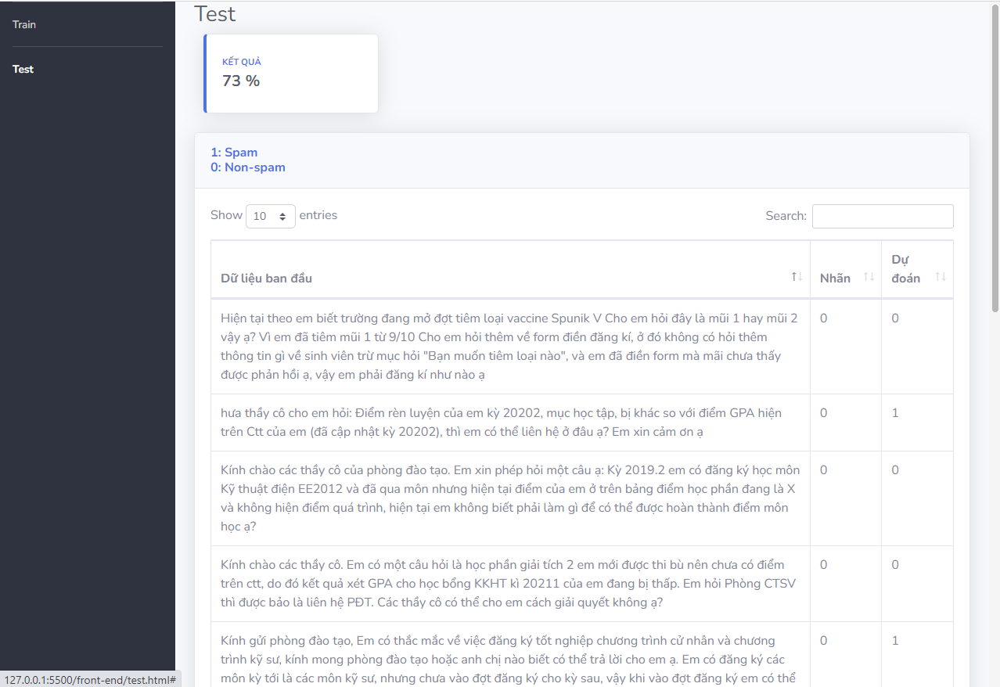 Train
Test
Test
KẾT QUẢ
73 %
1: Spam
0: Non-spam
Show 10 entries
Search:
Dữ liệu ban đầu
Nhãn
Dự
đoán
Hiện tại theo em biết trường đang mở đợt tiêm loại vaccine Spunik V Cho em hỏi đây là mũi 1 hay mũi 2
vậy ạ? Vì em đã tiêm mũi 1 từ 9/10 Cho em hỏi thêm về form điền đăng kí, ở đó không có hỏi thêm
thông tin gì về sinh viên trừ mục hỏi "Bạn muốn tiêm loại nào", và em đã điền form mà mãi chưa thấy
được phản hồi ạ, vậy em phải đăng kí như nào ạ
0
0
hưa thầy cô cho em hỏi: Điểm rèn luyện của em kỳ 20202, mục học tập, bị khác so với điểm GPA hiện
trên Ctt của em (đã cập nhật kỳ 20202), thì em có thể liên hệ ở đâu ạ? Em xin cảm ơn ạ
0
1
Kính chào các thầy cô của phòng đào tạo. Em xin phép hỏi một câu ạ: Kỳ 2019.2 em có đăng ký học môn
Kỹ thuật điện EE2012 và đã qua môn nhưng hiện tại điểm của em ở trên bảng điểm học phần đang là X
và không hiện điểm quá trình, hiện tại em không biết phải làm gì để có thể được hoàn thành điểm môn
học ạ?
0
0
Kính chào các thầy cô. Em có một câu hỏi là học phần giải tích 2 em mới được thi bù nên chưa có điểm
trên ctt, do đó kết quả xét GPA cho học bổng KKHT kì 20211 của em đang bị thấp. Em hỏi Phòng CTSV
thì được bảo là liên hệ PĐT. Các thầy cô có thể cho em cách giải quyết không ạ?
0
0
Kính gửi phòng đào tạo, Em có thắc mắc về việc đăng ký tốt nghiệp chương trình cử nhân và chương
trình kỹ sư, kính mong phòng đào tạo hoặc anh chị nào biết có thể trả lời cho em ạ. Em có đăng ký các
môn kỳ tới là các môn kỹ sư, nhưng chưa vào đợt đăng ký cho kỳ sau, vậy khi vào đợt đăng ký em có thể
0
1
127.0.0.1:5500/front-end/test.html#